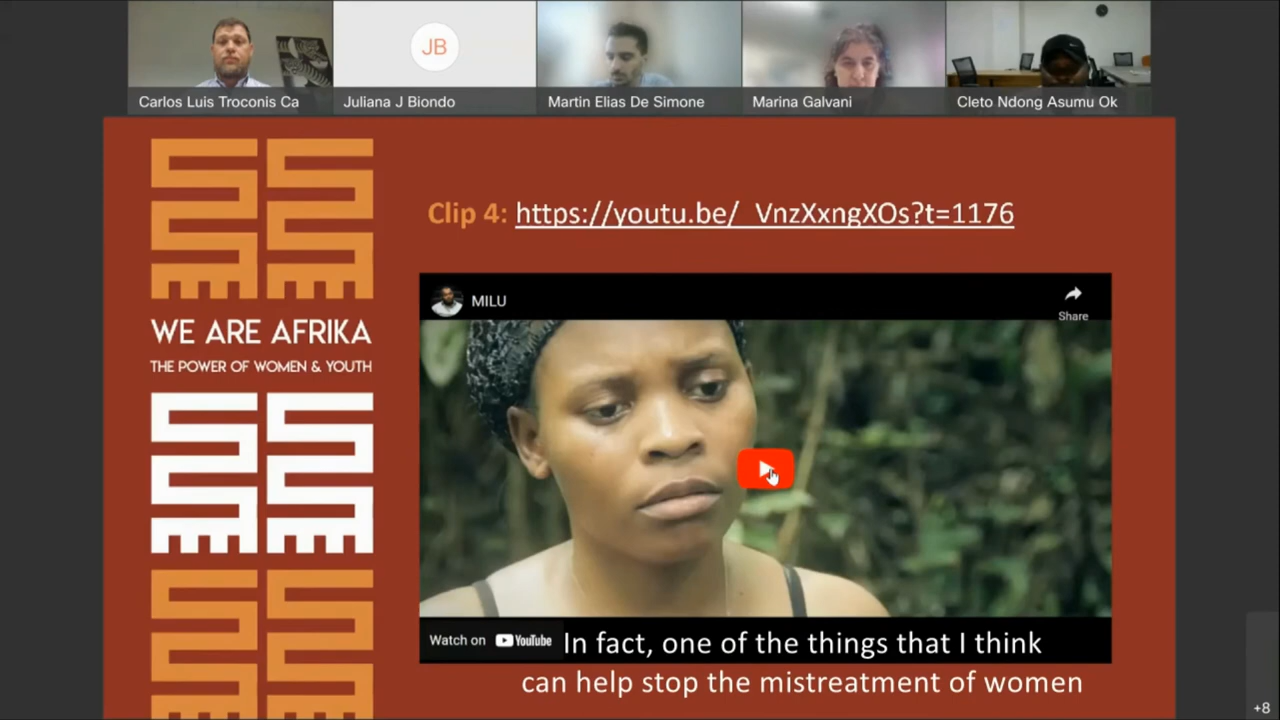 Carlos Luis Troconis Ca
JB
Juliana J Biondo
Martin Elias De Simone
Marina Galvani
Cleto Ndong Asumu Ok
Clip 4: https://youtu.be/_VnzXxngXOs?t=1176
MILU
Share
WE ARE AFRIKA
THE POWER OF WOMEN & YOUTH
Watch on YouTube
In fact, one of the things that I think
can help stop the mistreatment of women
+8